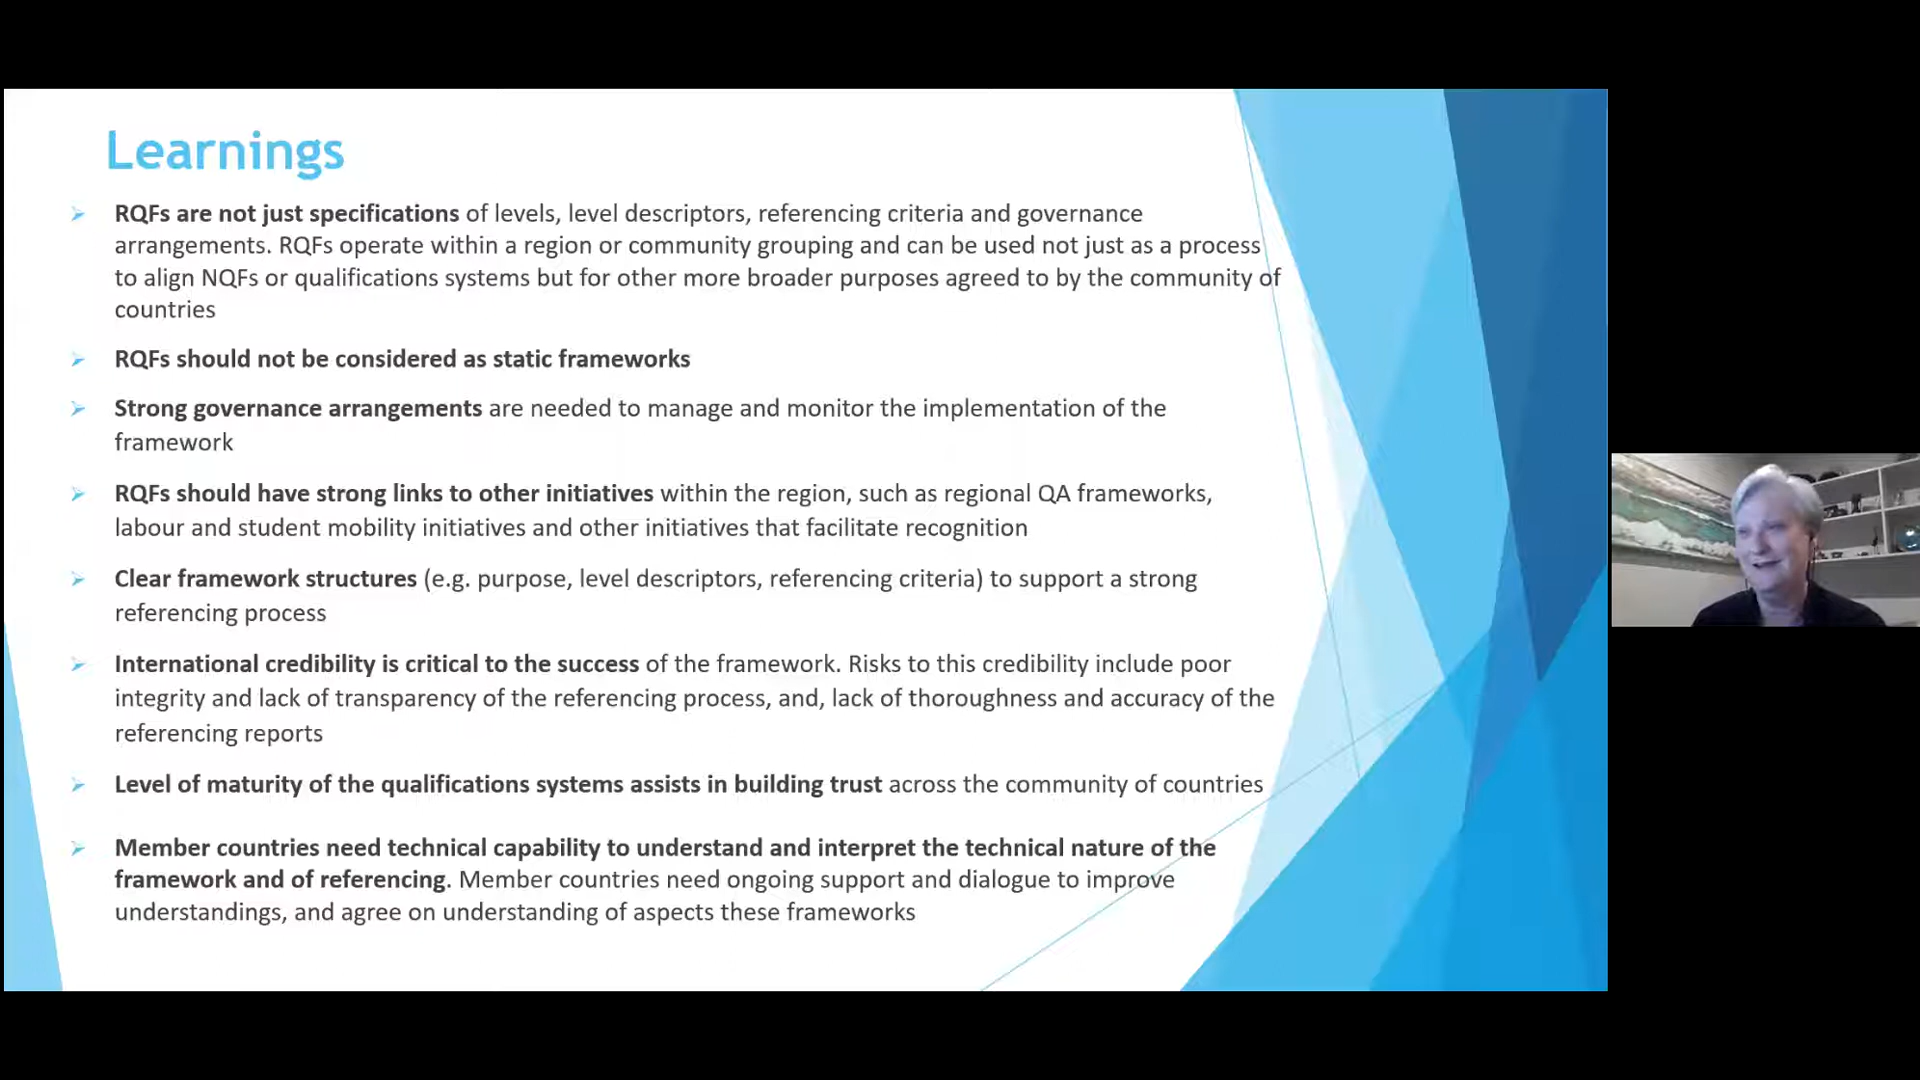 Learnings
RQFs are not just specifications of levels, level descriptors, referencing criteria and governance
arrangements. RQFs operate within a region or community grouping and can be used not just as a process
to align NQFs or qualifications systems but for other more broader purposes agreed to by the community of
countries
RQFs should not be considered as static frameworks
Strong governance arrangements are needed to manage and monitor the implementation of the
framework
RQFs should have strong links to other initiatives within the region, such as regional QA frameworks,
labour and student mobility initiatives and other initiatives that facilitate recognition
Clear framework structures (e.g. purpose, level descriptors, referencing criteria) to support a strong
referencing process
International credibility is critical to the success of the framework. Risks to this credibility include poor
integrity and lack of transparency of the referencing process, and, lack of thoroughness and accuracy of the
referencing reports
Level of maturity of the qualifications systems assists in building trust across the community of countries
Member countries need technical capability to understand and interpret the technical nature of the
framework and of referencing. Member countries need ongoing support and dialogue to improve
understandings, and agree on understanding of aspects these frameworks